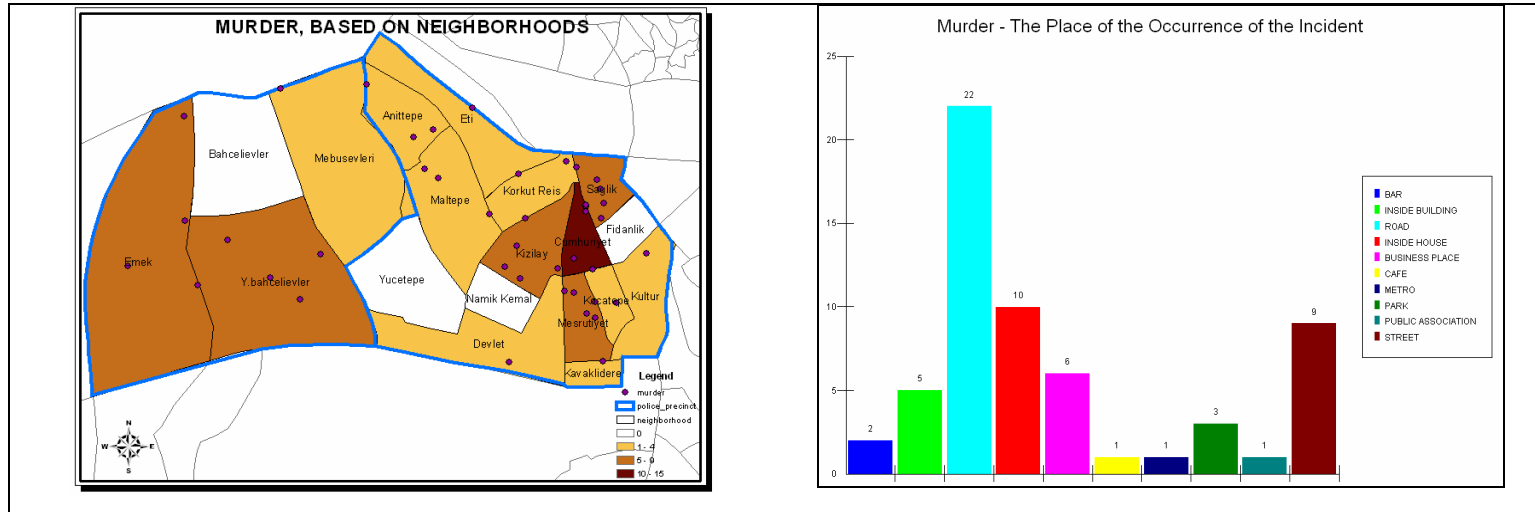 MURDER, BASED ON NEIGHBORHOODS
Anittepe
Eti
Bahcelievler
Mebusevleri
Korkut Reis
Saglik
Maltepe
Fidanlik
Cumhuriyet
Kizilay
Emek
Y.bahcelievler
Yucetepe
Kultur
Namik Kemal
Kocatepe
Mesrutiyet
Devlet
Kavaklidere
Legend
murder
police_precinct
neighborhood
0
1 - 4
5 - 9
10 - 15
N
W E
S
Murder - The Place of the Occurrence of the Incident
25
20
15
10
5
0
2
5
22
10
6
1
1
3
1
9
BAR
INSIDE BUILDING
ROAD
INSIDE HOUSE
BUSINESS PLACE
CAFE
METRO
PARK
PUBLIC ASSOCIATION
STREET